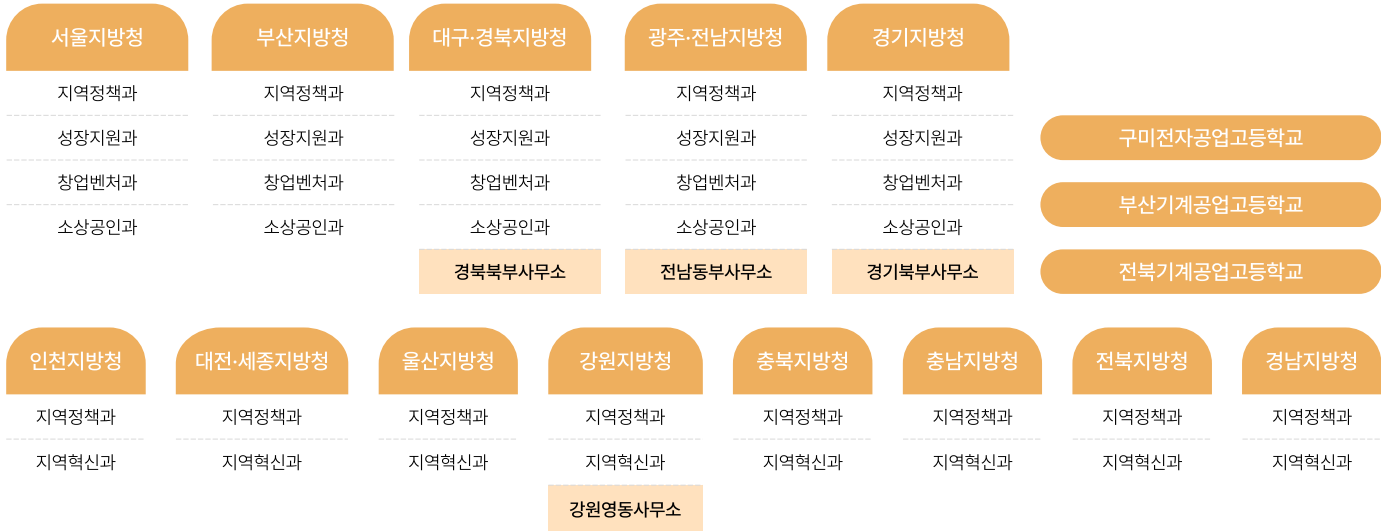 서울지방청
부산지방청
대구·경북지방청
광주·전남지방청
경기지방청
지역정책과
지역정책과
지역정책과
지역정책과
지역정책과
성장지원과
성장지원과
성장지원과
성장지원과
성장지원과
구미전자공업고등학교
창업벤처과
창업벤처과
창업벤처과
창업벤처과
창업벤처과
부산기계공업고등학교
소상공인과
소상공인과
소상공인과
소상공인과
소상공인과
경북북부사무소
전남동부사무소
경기북부사무소
전북기계공업고등학교
인천지방청
대전·세종지방청
울산지방청
강원지방청
충북지방청
충남지방청
전북지방청
경남지방청
지역정책과
지역정책과
지역정책과
지역정책과
지역정책과
지역정책과
지역정책과
지역정책과
지역혁신과
지역혁신과
지역혁신과
지역혁신과
지역혁신과
지역혁신과
지역혁신과
지역혁신과
강원영동사무소